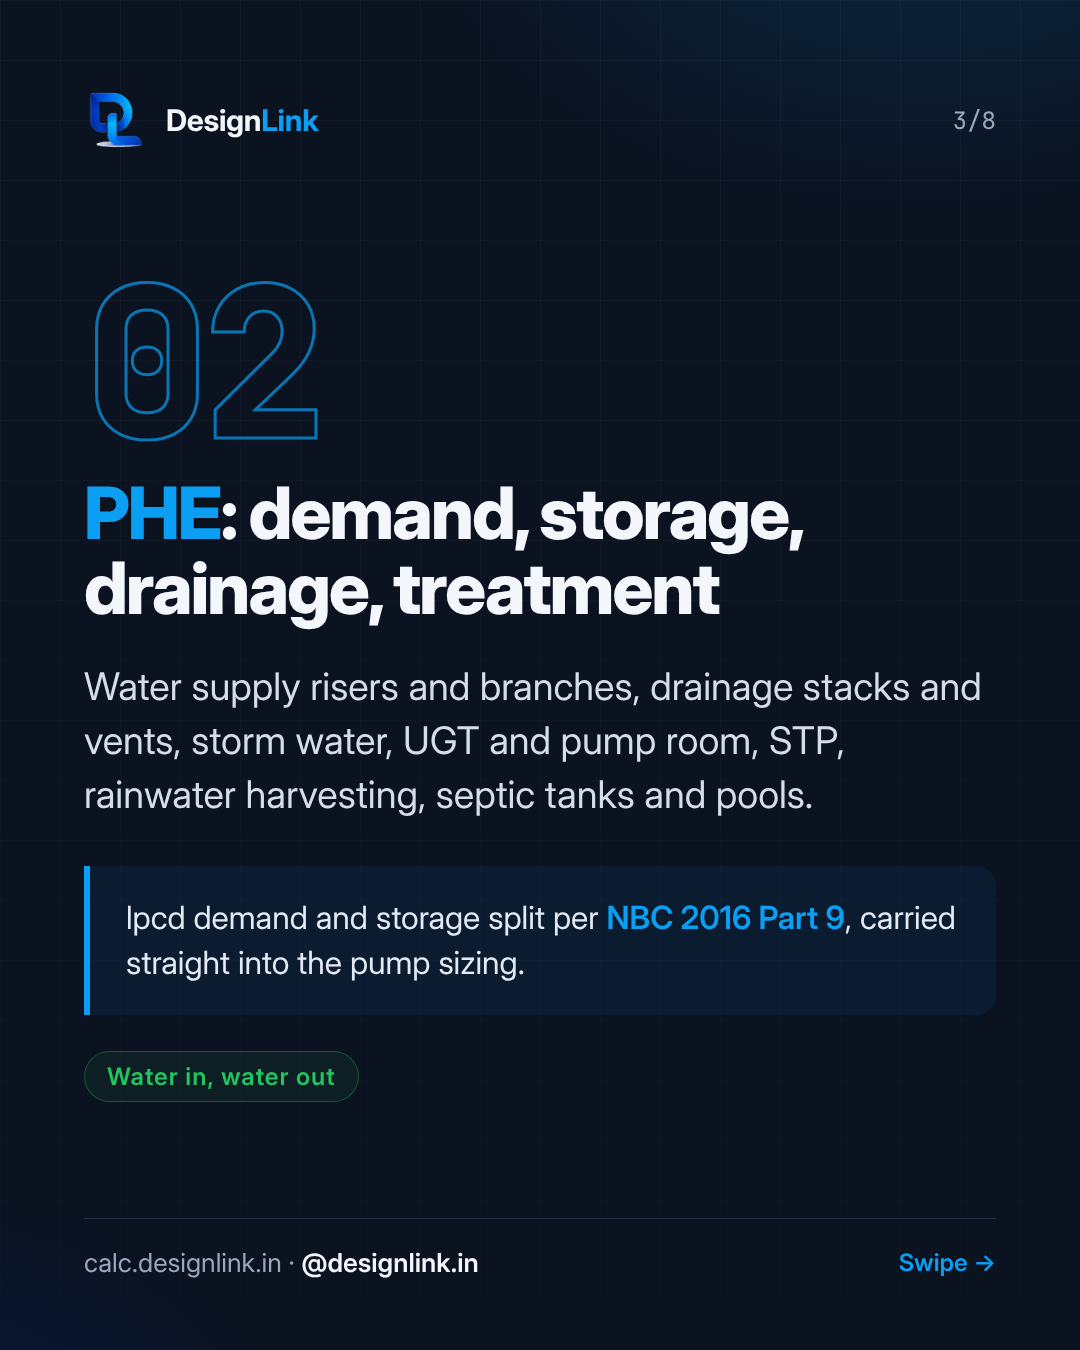 DesignLink
3/8
02
PHE: demand, storage,
drainage, treatment
Water supply risers and branches, drainage stacks and
vents, storm water, UGT and pump room, STP,
rainwater harvesting, septic tanks and pools.
lpcd demand and storage split per NBC 2016 Part 9, carried
straight into the pump sizing.
Water in, water out
calc.designlink.in · @designlink.in
Swipe →